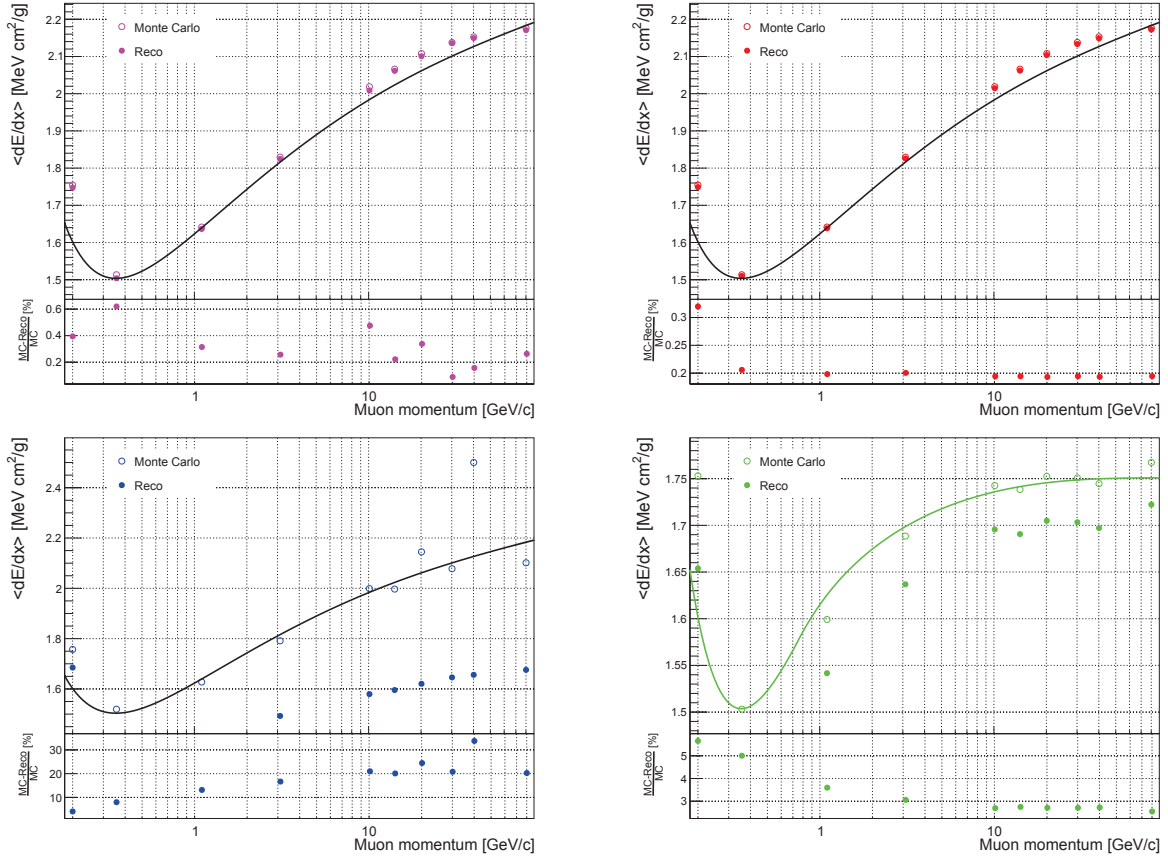 <dE/dx> [MeV cm²/g]
2.2
2.1
2
1.9
1.8
1.7
1.6
1.5
Monte Carlo
Reco
MC-Reco
MC
[%]
0.6
0.4
0.2
1
10
Muon momentum [GeV/c]
<dE/dx> [MeV cm²/g]
2.2
2.1
2
1.9
1.8
1.7
1.6
1.5
Monte Carlo
Reco
MC-Reco
MC
[%]
0.3
0.2
1
10
Muon momentum [GeV/c]
<dE/dx> [MeV cm²/g]
2.4
2.2
2
1.8
1.6
Monte Carlo
Reco
MC-Reco
MC
[%]
30
20
10
1
10
Muon momentum [GeV/c]
<dE/dx> [MeV cm²/g]
1.75
1.7
1.65
1.6
1.55
1.5
Monte Carlo
Reco
MC-Reco
MC
[%]
5
4
3
1
10
Muon momentum [GeV/c]